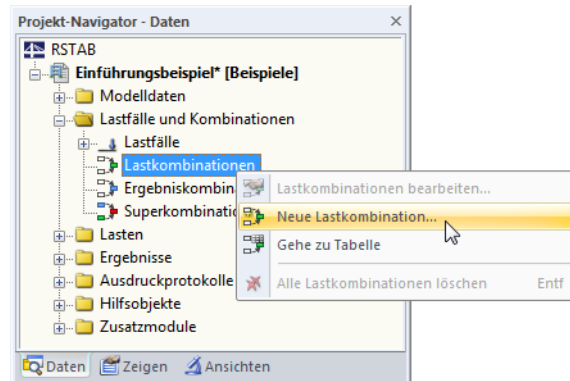 Projekt-Navigator - Daten
RSTAB
Einführungsbeispiel* [Beispiele]
Modelldaten
Lastfälle und Kombinationen
Lastfälle
Lastkombinationen
Ergebniskombin
Superkombinatio
Lasten
Ergebnisse
Ausdruckprotokolle
Hilfsobjekte
Zusatzmodule
Lastkombinationen bearbeiten...
Neue Lastkombination...
Gehe zu Tabelle
Alle Lastkombinationen löschen Entf
Daten Zeigen Ansichten